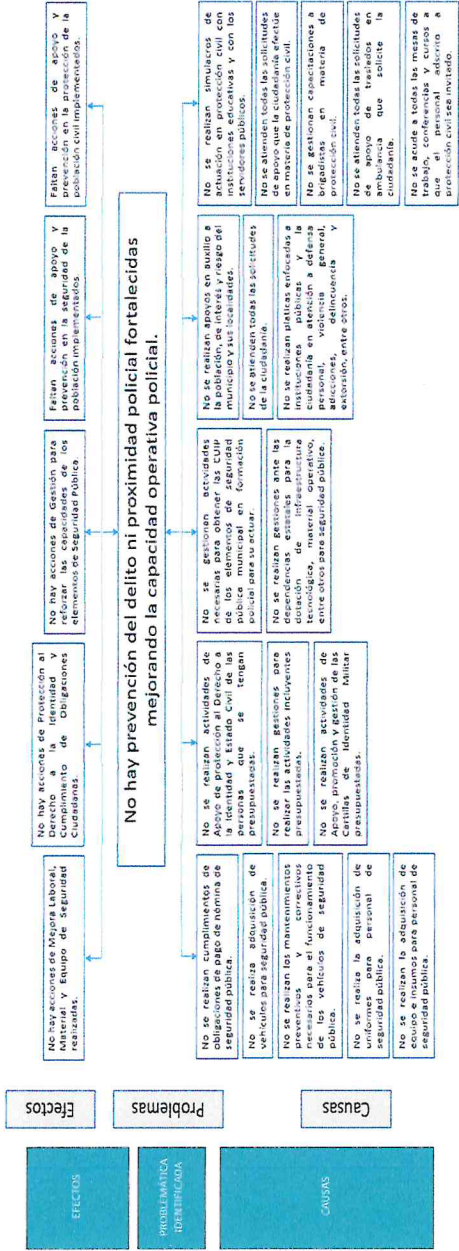 EFECTOS
Efectos
No hay acciones de Mejora Laboral,
Material y Equipo de Seguridad
realizadas.
No hay acciones de Protección al
Derecho a la Identidad y
Cumplimiento de Obligaciones
Ciudadanas.
No hay acciones de Gestión para
reforzar las capacidades de los
elementos de Seguridad Pública.
Faltan acciones de apoyo y
prevención en la seguridad de la
población implementados.
Faltan acciones de apoyo y
prevención en la protección de la
población civil implementados.
PROBLEMÁTICA
IDENTIFICADA
Problemas
No hay prevención del delito ni proximidad policial fortalecidas
mejorando la capacidad operativa policial.
CAUSAS
Causas
No se realizan cumplimientos de
obligaciones de pago de nómina de
seguridad pública.
No se realiza adquisición de
vehículos para seguridad pública.
No se realizan los mantenimientos
preventivos y correctivos
necesarios para el funcionamiento
de los vehículos de seguridad
pública.
No se realiza la adquisición de
uniformes para personal de
seguridad pública.
No se realizan la adquisición de
equipo e insumos para personal de
seguridad pública.
No se realizan actividades de
Apoyo de protección al Derecho a
la Identidad y Estado Civil de las
personas que se tengan
presupuestadas.
No se realizan gestiones para
realizar las actividades incluyentes
presupuestadas.
No se realizan actividades de
Apoyo, promoción y gestión de las
Cartillas de Identidad Militar
presupuestadas.
No se gestionan actividades
necesarias para obtener las CUIP
de los elementos de seguridad
pública municipal en formación
policial para su actuar.
No se realizan gestiones ante las
dependencias estatales para la
dotación de infraestructura
tecnológica, material operativo,
entre otros para seguridad pública.
No se realizan apoyos en auxilio a
la población, de interés y riesgo del
municipio y sus localidades.
No se atienden todas las solicitudes
de la ciudadanía.
No se realizan platicas enfocadas a
instituciones públicas y la
ciudadanía en atención a defensa
personal, violencia general,
adicciones, delincuencia y
extorsión, entre otros.
No se realizan simulacros de
actuación en protección civil con
instituciones educativas y con los
servidores públicos.
No se atienden todas las solicitudes
de apoyo que la ciudadanía efectúe
en materia de protección civil.
No se gestionan capacitaciones a
brigadistas en materia de
protección civil.
No se atienden todas las solicitudes
de apoyo de traslados en
ambulancia que solicite la
ciudadanía.
No se acude a todas las mesas de
trabajo, conferencias y cursos a
que el personal adscrito a
protección civil sea invitado.